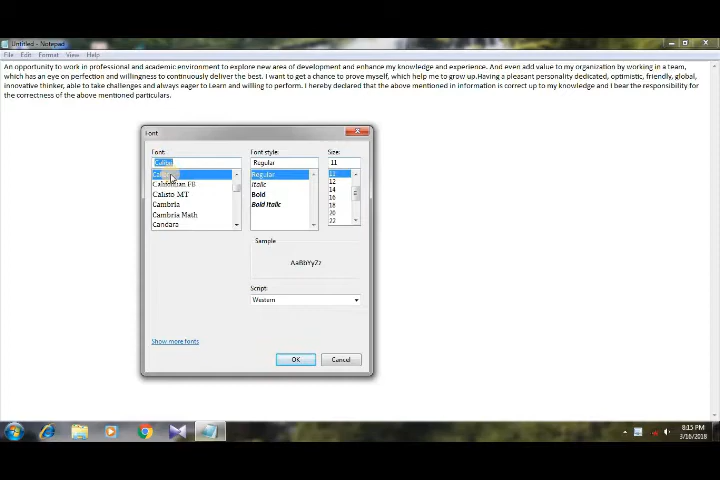 Untitled - Notepad
File Edit Format View Help
An opportunity to work in professional and academic environment to explore new area of development and enhance my knowledge and experience. And even add value to my organization by working in a team,
which has an eye on perfection and willingness to continuously deliver the best. I want to get a chance to prove myself, which help me to grow up.Having a pleasant personality dedicated, optimistic, friendly, global,
innovative thinker, able to take challenges and always eager to Learn and willing to perform. I hereby declared that the above mentioned in information is correct up to my knowledge and I bear the responsibility for
the correctness of the above mentioned particulars.
Font
Font: Font style: Size:
Calibri Regular 11
Regular 11
Californian FB Italic 12
Calisto MT Bold 14
Cambria Bold Italic 16
Cambria Math 18
Candara 20
22
Sample
AaBbYyZz
Script:
Western
Show more fonts
OK Cancel
8:15 PM
3/16/2018